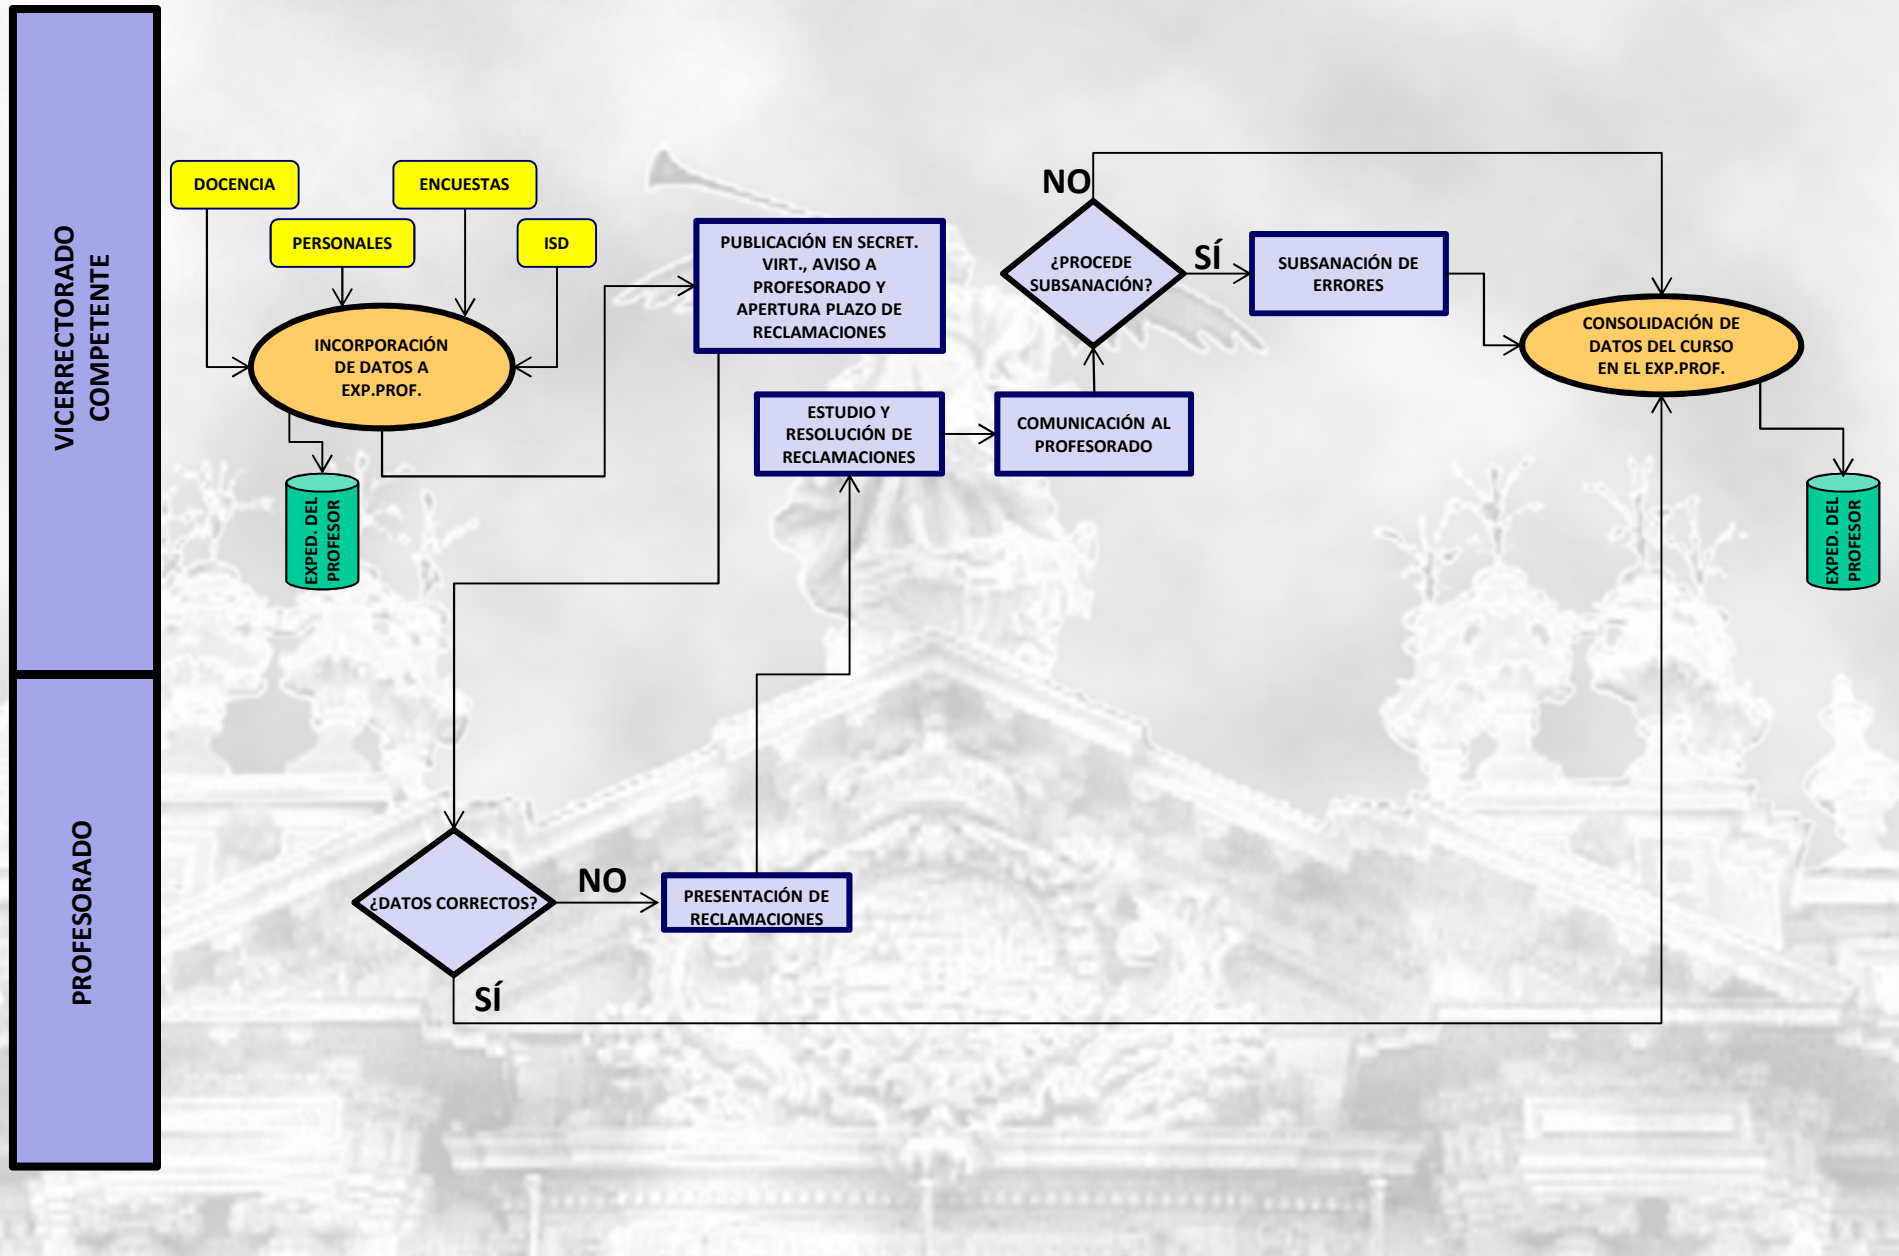 VICERRECTORADO
COMPETENTE
DOCENCIA
ENCUESTAS
PERSONALES
ISD
INCORPORACIÓN
DE DATOS A
EXP.PROF.
EXPED. DEL
PROFESOR
PUBLICACIÓN EN SECRET.
VIRT., AVISO A
PROFESORADO Y
APERTURA PLAZO DE
RECLAMACIONES
ESTUDIO Y
RESOLUCIÓN DE
RECLAMACIONES
COMUNICACIÓN AL
PROFESORADO
NO
¿PROCEDE
SUBSANACIÓN?
SÍ
SUBSANACIÓN DE
ERRORES
CONSOLIDACIÓN DE
DATOS DEL CURSO
EN EL EXP.PROF.
EXPED. DEL
PROFESOR
PROFESORADO
¿DATOS CORRECTOS?
NO
PRESENTACIÓN DE
RECLAMACIONES
SÍ